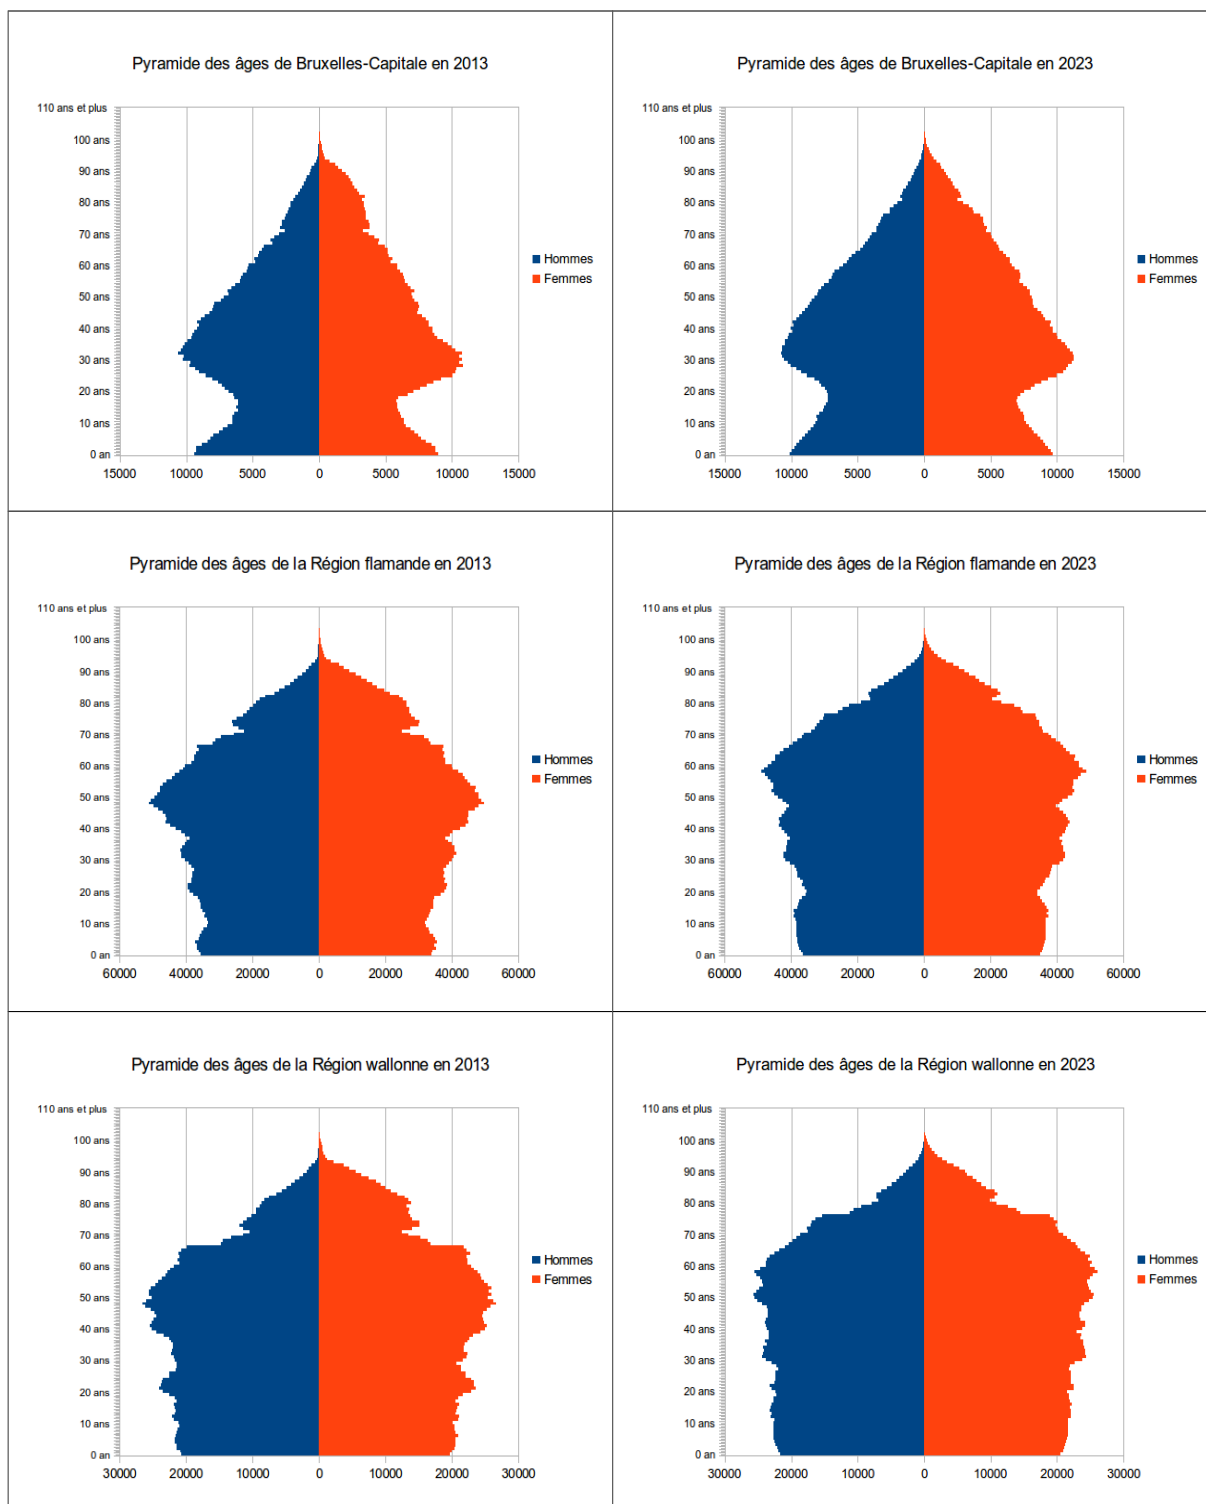 Pyramide des âges de Bruxelles-Capitale en 2013
110 ans et plus
100 ans
90 ans
80 ans
70 ans
60 ans
50 ans
40 ans
30 ans
20 ans
10 ans
0 an
15000 10000 5000 0 5000 10000 15000
Hommes
Femmes
Pyramide des âges de Bruxelles-Capitale en 2023
110 ans et plus
100 ans
90 ans
80 ans
70 ans
60 ans
50 ans
40 ans
30 ans
20 ans
10 ans
0 an
15000 10000 5000 0 5000 10000 15000
Hommes
Femmes
Pyramide des âges de la Région flamande en 2013
110 ans et plus
100 ans
90 ans
80 ans
70 ans
60 ans
50 ans
40 ans
30 ans
20 ans
10 ans
0 an
60000 40000 20000 0 20000 40000 60000
Hommes
Femmes
Pyramide des âges de la Région flamande en 2023
110 ans et plus
100 ans
90 ans
80 ans
70 ans
60 ans
50 ans
40 ans
30 ans
20 ans
10 ans
0 an
60000 40000 20000 0 20000 40000 60000
Hommes
Femmes
Pyramide des âges de la Région wallonne en 2013
110 ans et plus
100 ans
90 ans
80 ans
70 ans
60 ans
50 ans
40 ans
30 ans
20 ans
10 ans
0 an
30000 20000 10000 0 10000 20000 30000
Hommes
Femmes
Pyramide des âges de la Région wallonne en 2023
110 ans et plus
100 ans
90 ans
80 ans
70 ans
60 ans
50 ans
40 ans
30 ans
20 ans
10 ans
0 an
30000 20000 10000 0 10000 20000 30000
Hommes
Femmes